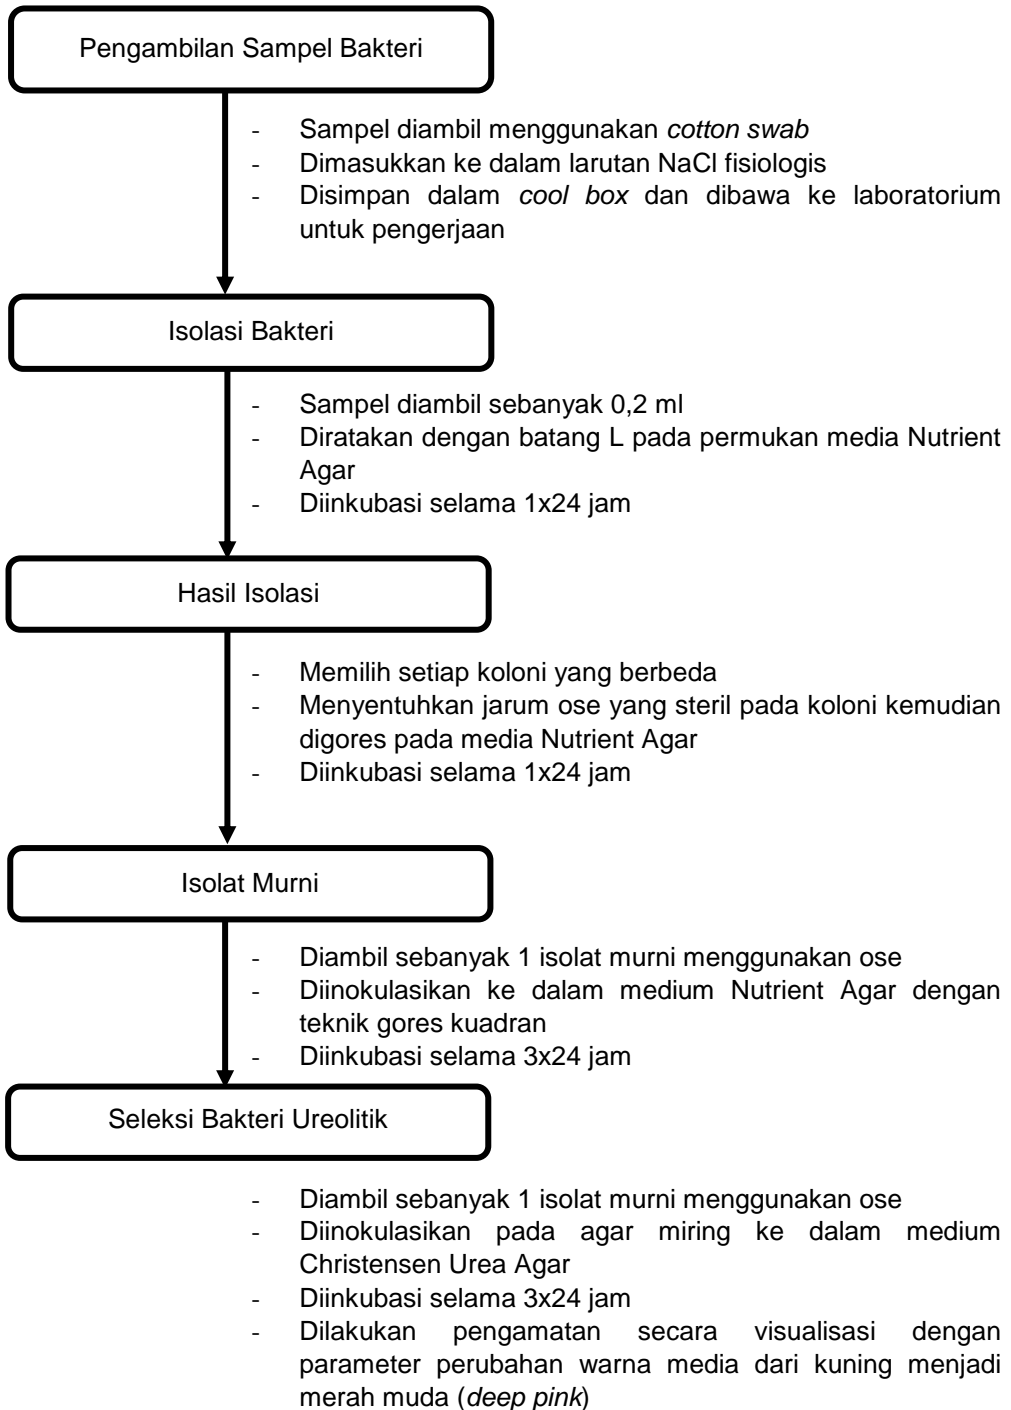 Pengambilan Sampel Bakteri
- Sampel diambil menggunakan cotton swab
- Dimasukkan ke dalam larutan NaCl fisiologis
- Disimpan dalam cool box dan dibawa ke laboratorium
untuk pengerjaan
Isolasi Bakteri
- Sampel diambil sebanyak 0,2 ml
- Diratakan dengan batang L pada permukan media Nutrient
Agar
- Diinkubasi selama 1x24 jam
Hasil Isolasi
- Memilih setiap koloni yang berbeda
- Menyentuhkan jarum ose yang steril pada koloni kemudian
digores pada media Nutrient Agar
- Diinkubasi selama 1x24 jam
Isolat Murni
- Diambil sebanyak 1 isolat murni menggunakan ose
- Diinokulasikan ke dalam medium Nutrient Agar dengan
teknik gores kuadran
- Diinkubasi selama 3x24 jam
Seleksi Bakteri Ureolitik
- Diambil sebanyak 1 isolat murni menggunakan ose
- Diinokulasikan pada agar miring ke dalam medium
Christensen Urea Agar
- Diinkubasi selama 3x24 jam
- Dilakukan pengamatan secara visualisasi dengan
parameter perubahan warna media dari kuning menjadi
merah muda (deep pink)